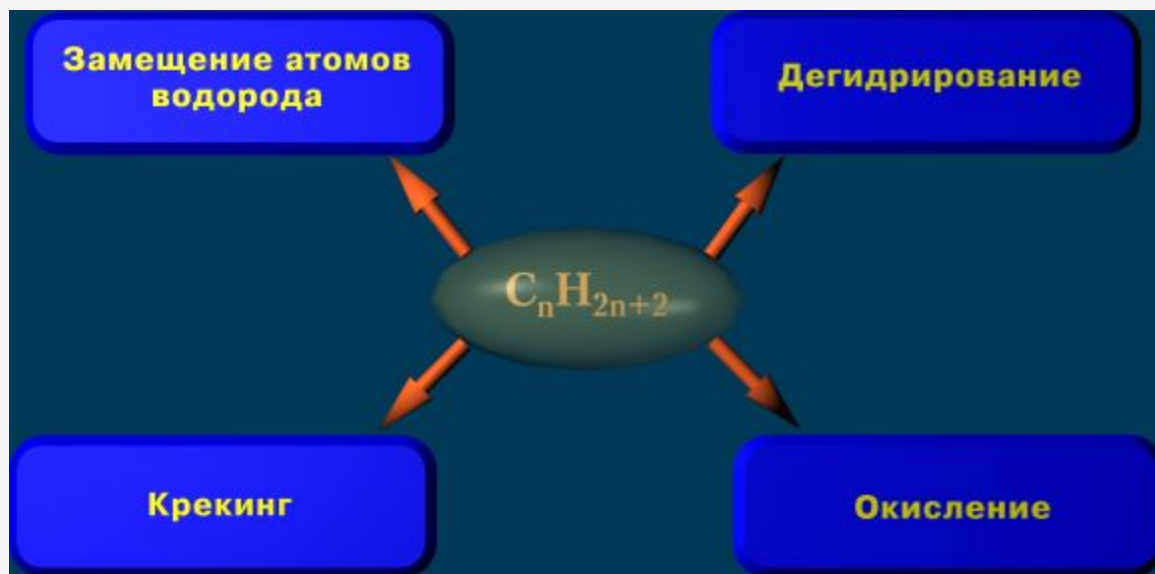 Замещение атомов
водорода
Дегидрирование
CₙH₂ₙ₊₂
Крекинг
Окисление